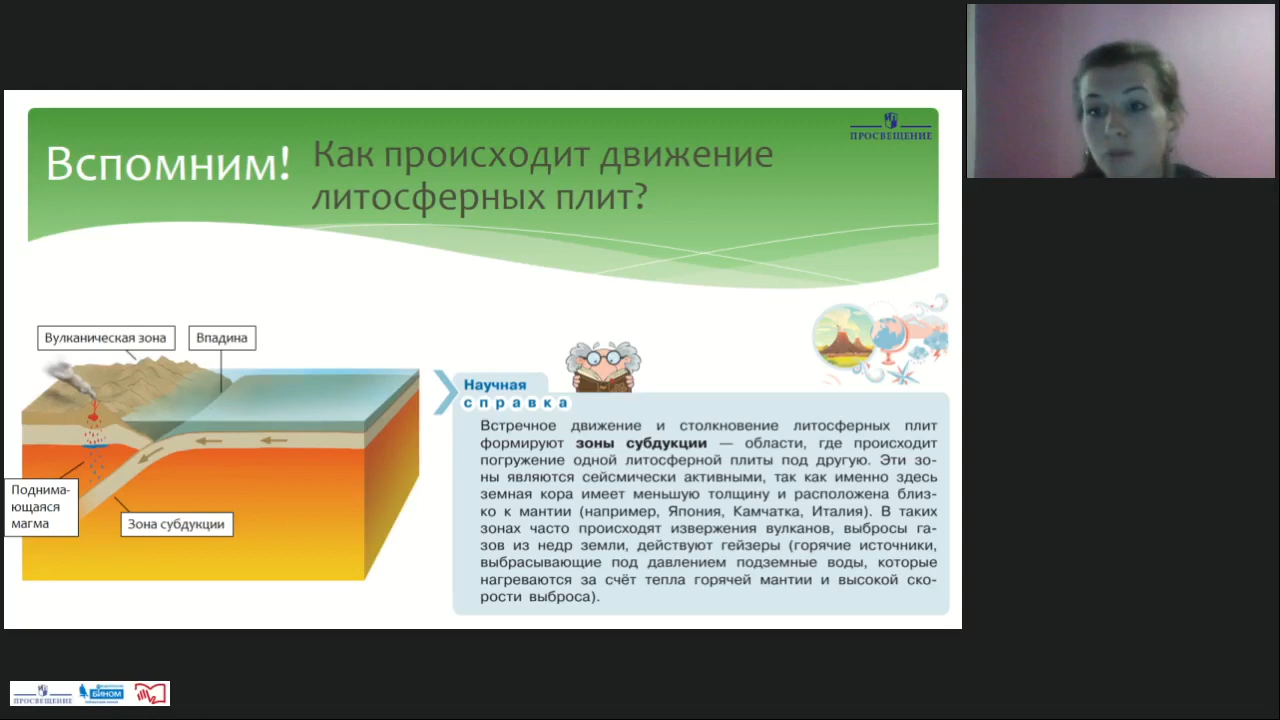 Вспомним!
Как происходит движение
литосферных плит?
ПРОСВЕЩЕНИЕ
Вулканическая зона
Впадина
Поднима-
ющаяся
магма
Зона субдукции
Научная
справка
Встречное движение и столкновение литосферных плит
формируют зоны субдукции — области, где происходит
погружение одной литосферной плиты под другую. Эти зо-
ны являются сейсмически активными, так как именно здесь
земная кора имеет меньшую толщину и расположена близ-
ко к мантии (например, Япония, Камчатка, Италия). В таких
зонах часто происходят извержения вулканов, выбросы га-
зов из недр земли, действуют гейзеры (горячие источники,
выбрасывающие под давлением подземные воды, которые
нагреваются за счёт тепла горячей мантии и высокой ско-
рости выброса).
ПРОСВЕЩЕНИЕ
БИНОМ